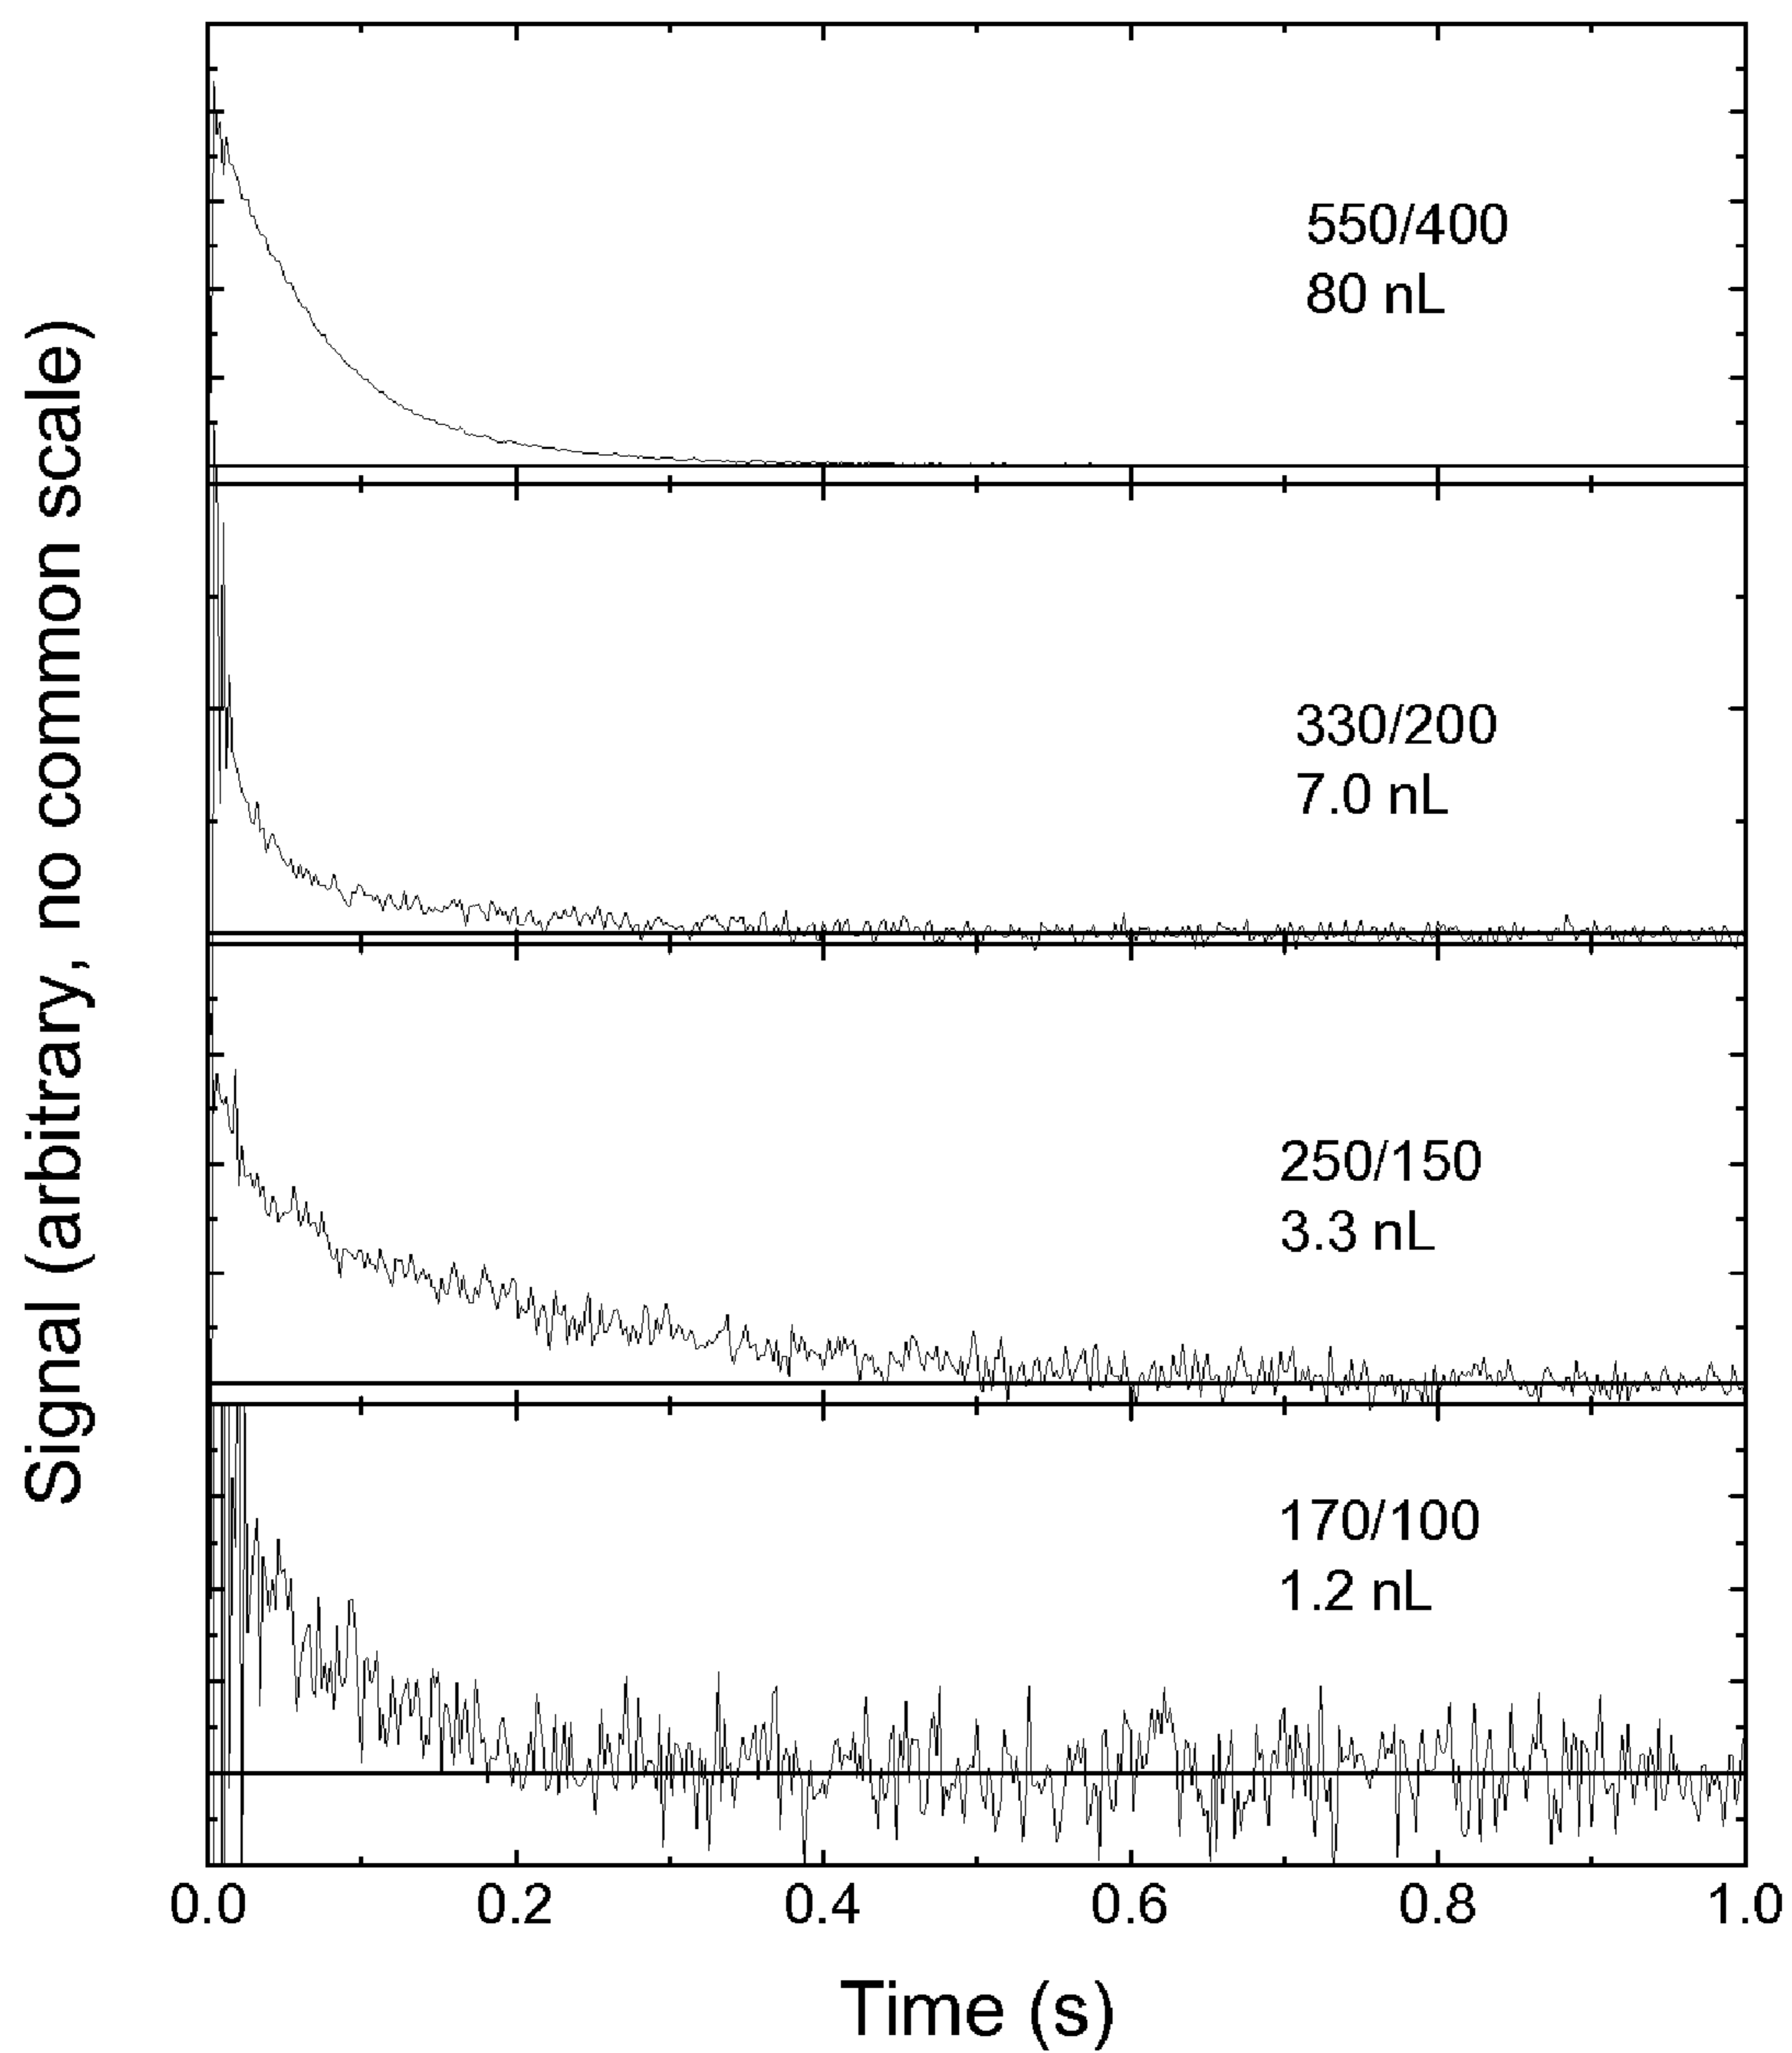 Signal (arbitrary, no common scale)
550/400
80 nL
330/200
7.0 nL
250/150
3.3 nL
170/100
1.2 nL
0.0 0.2 0.4 0.6 0.8 1.0
Time (s)